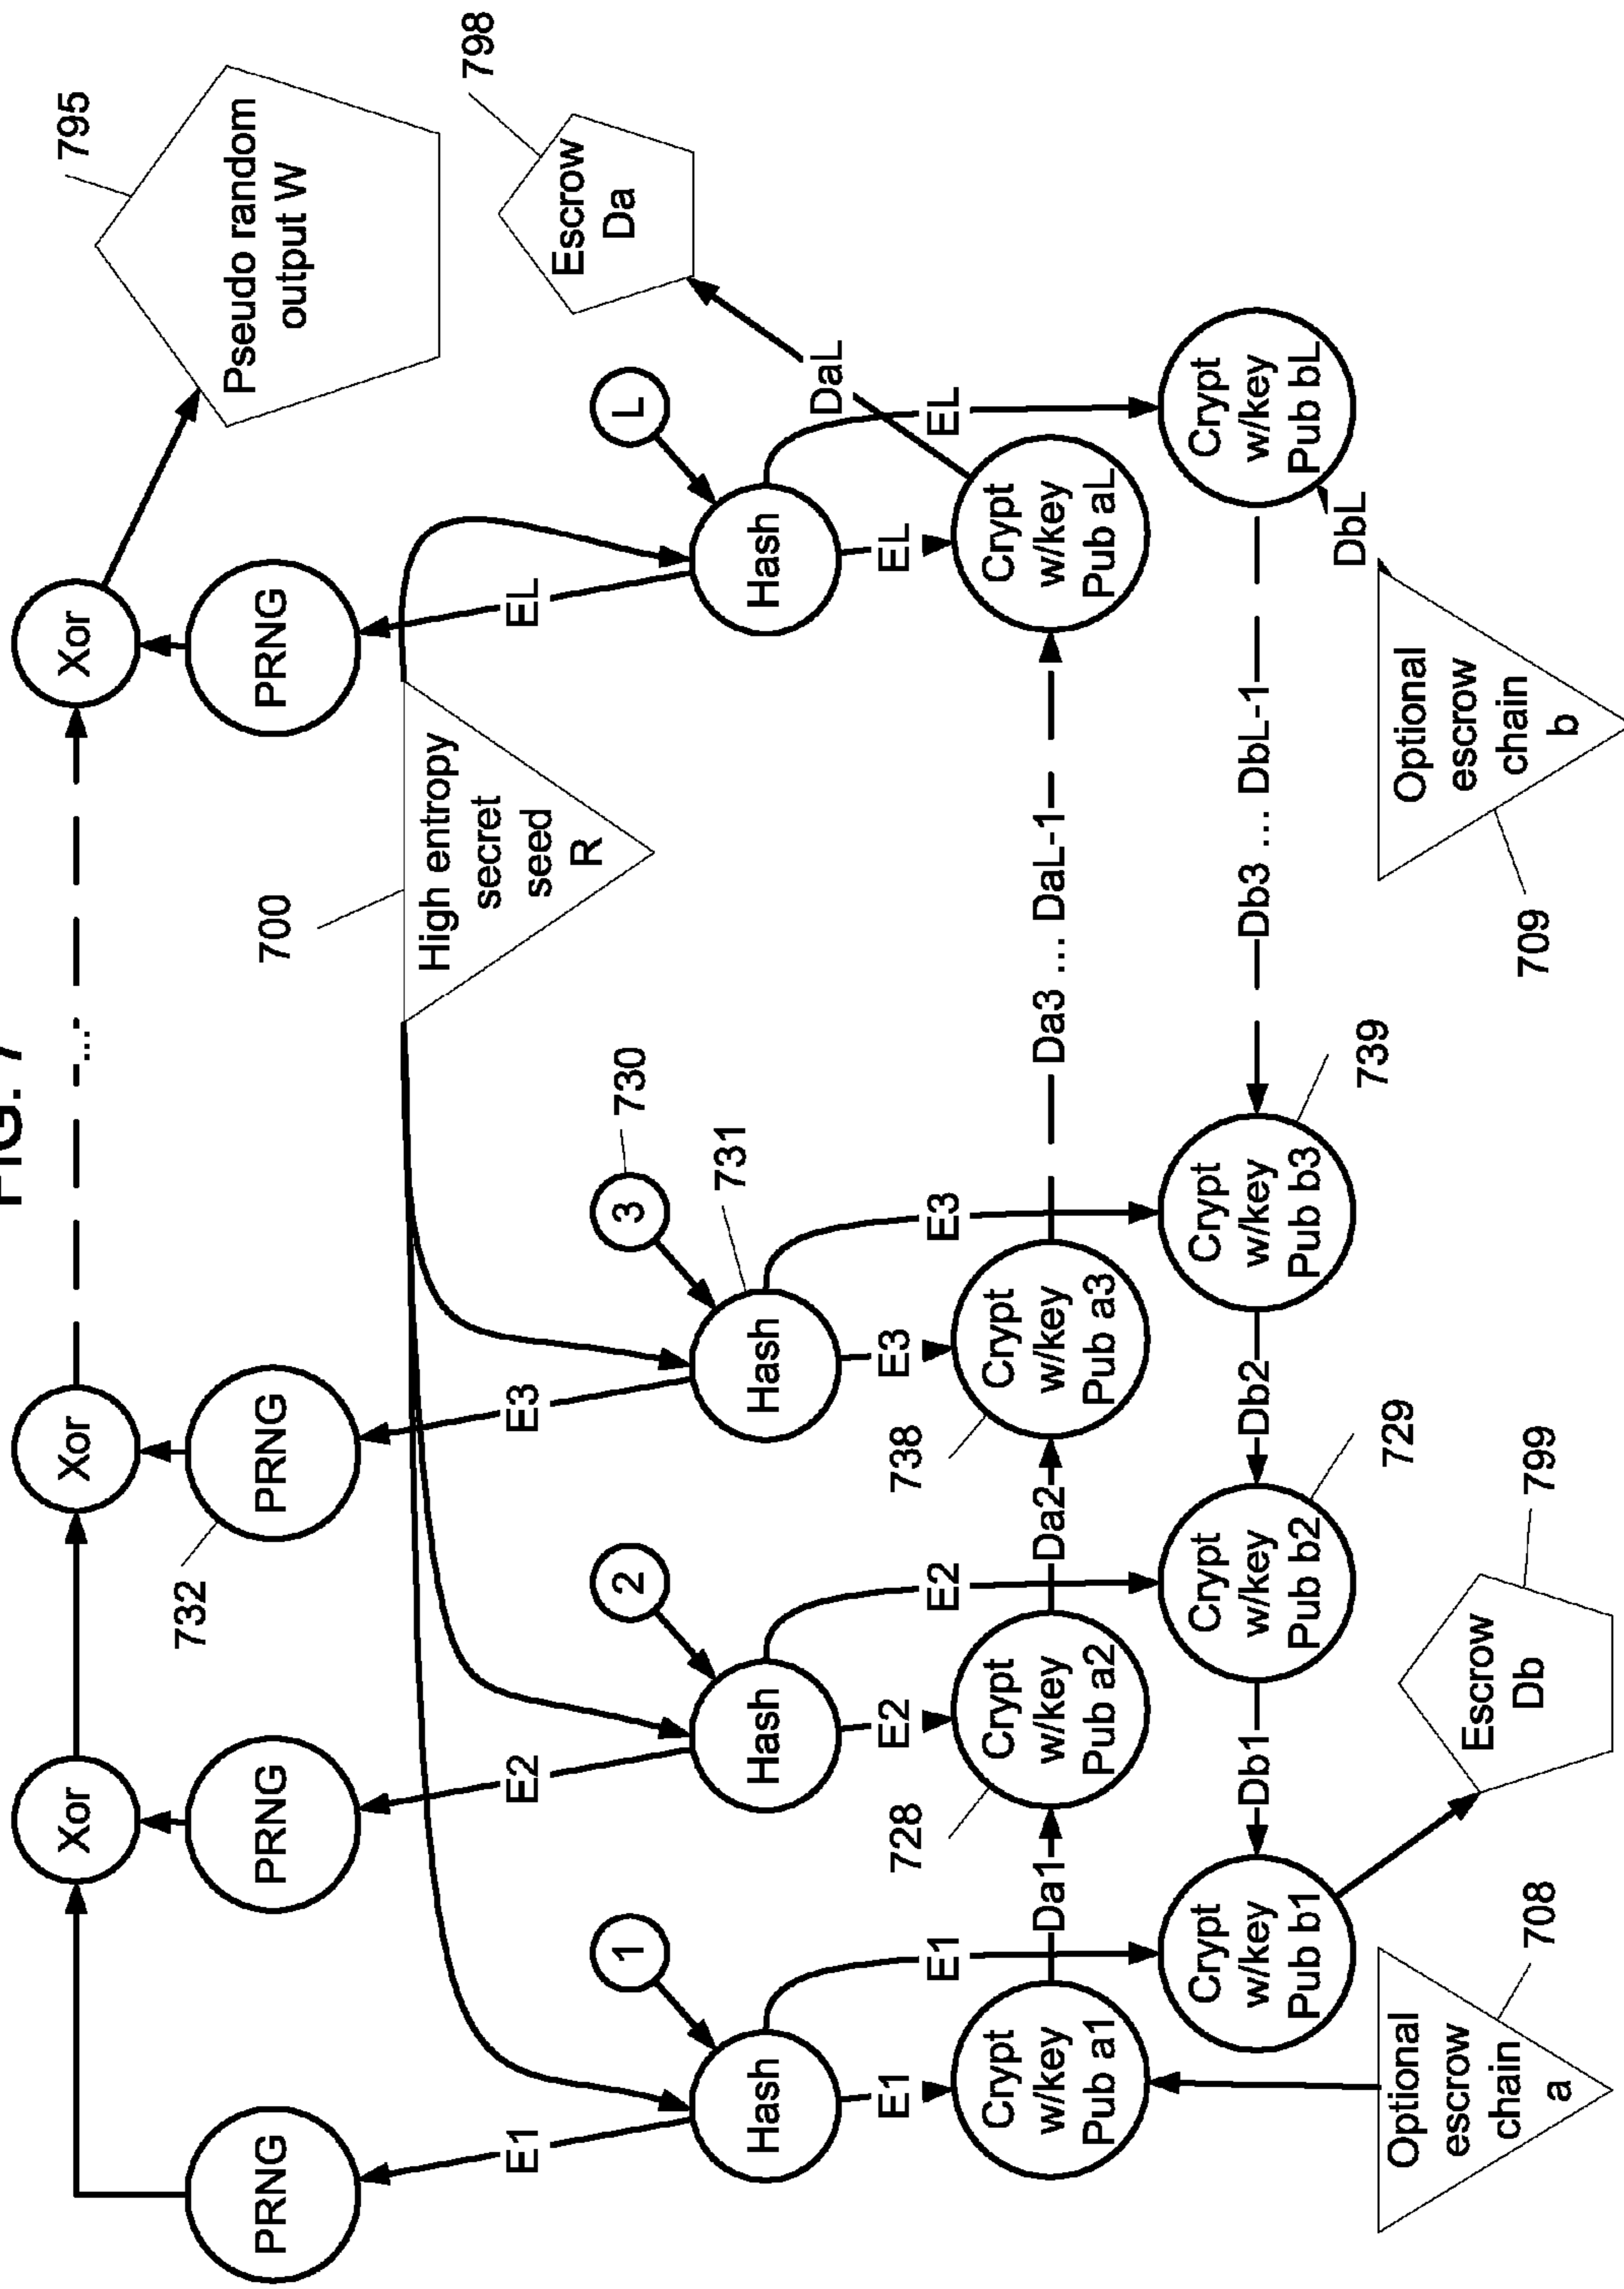 FIG. 7
...
Xor
Xor
Xor
Xor
795
PRNG
PRNG
732
PRNG
PRNG
Pseudo random
output W
700
E1
E2
E3
High entropy
secret
seed
R
EL
798
Escrow
Da
1
2
3
730
L
Hash
Hash
Hash
731
Hash
E1
E1
E2
E2
E3
E3
EL
EL
DaL
728
738
Crypt
w/key
Pub a1
Da1
Crypt
w/key
Pub a2
Da2
Crypt
w/key
Pub a3
Da3 ... DaL-1
Crypt
w/key
Pub aL
Crypt
w/key
Pub b1
Db1
Crypt
w/key
Pub b2
Db2
Crypt
w/key
Pub b3
Db3 ... DbL-1
Crypt
w/key
Pub bL
729
739
DbL
Optional
escrow
chain
a
708
Escrow
Db
799
709
Optional
escrow
chain
b